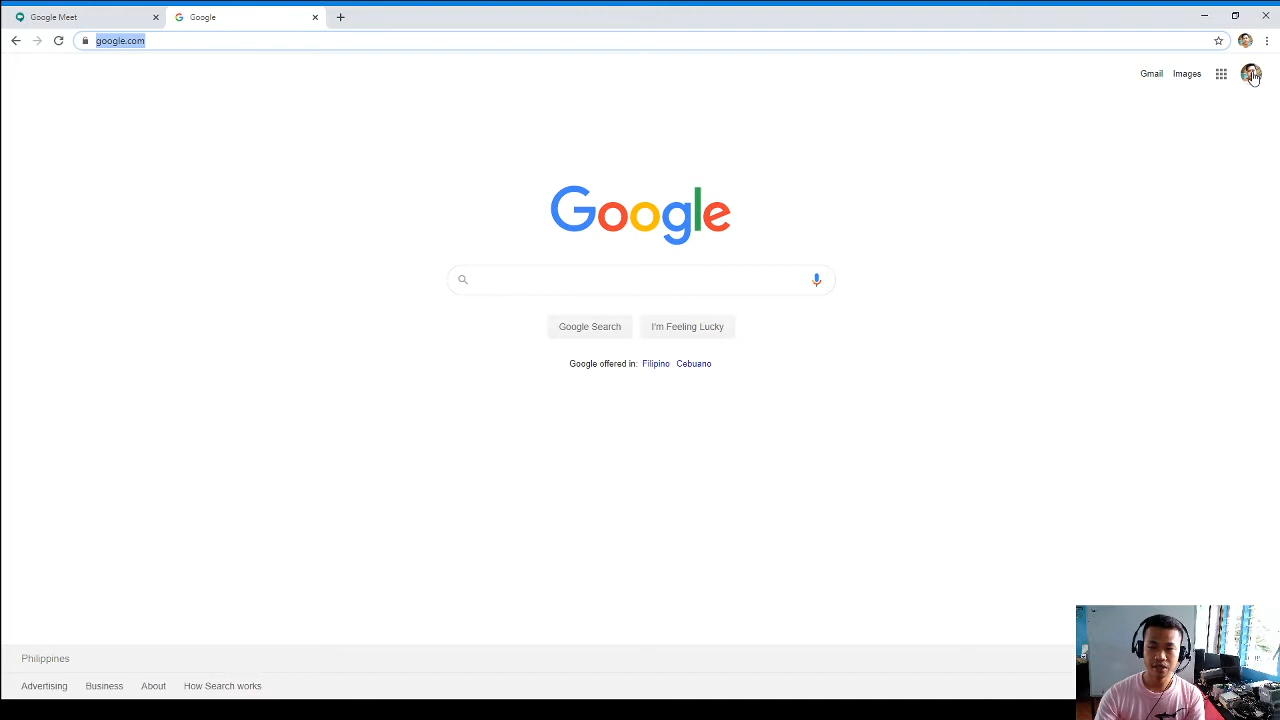 Google Meet
Google
google.com
Gmail Images
Google
Google Search I'm Feeling Lucky
Google offered in: Filipino Cebuano
Philippines
Advertising Business About How Search works